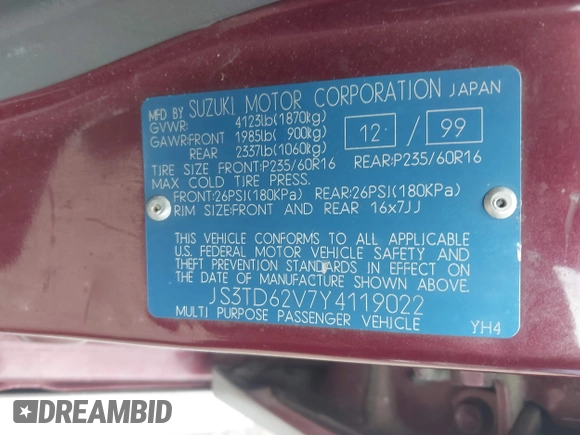 MFD BY SUZUKI MOTOR CORPORATION JAPAN
GVWR: 4123lb(1870kg)
GAWR:FRONT 1985lb( 900kg) 12 / 99
REAR 2337lb(1060kg)
TIRE SIZE FRONT:P235/60R16 REAR:P235/60R16
MAX COLD TIRE PRESS.
FRONT:26PSI(180KPa) REAR:26PSI(180KPa)
RIM SIZE:FRONT AND REAR 16x7JJ
THIS VEHICLE CONFORMS TO ALL APPLICABLE
U.S. FEDERAL MOTOR VEHICLE SAFETY AND
THEFT PREVENTION STANDARDS IN EFFECT ON
THE DATE OF MANUFACTURE SHOWN ABOVE.
JS3TD62V7Y4119022
MULTI PURPOSE PASSENGER VEHICLE YH4
DREAMBID